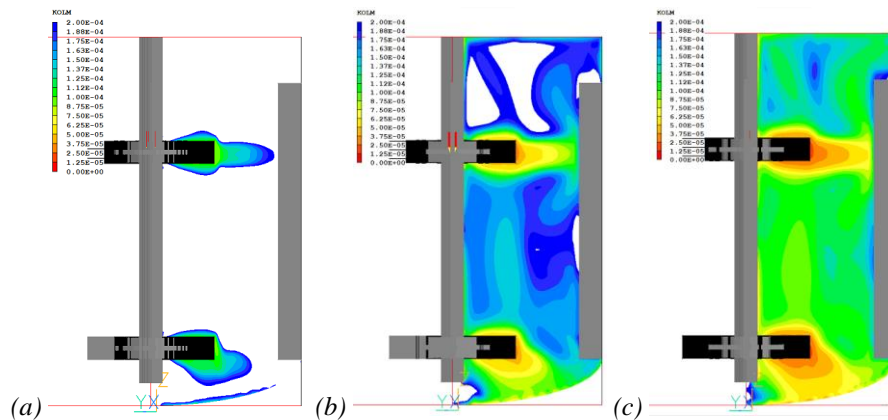 KOLM
2.00E-04
1.88E-04
1.75E-04
1.63E-04
1.50E-04
1.37E-04
1.25E-04
1.12E-04
1.00E-04
8.75E-05
7.50E-05
6.25E-05
5.00E-05
3.75E-05
2.50E-05
1.25E-05
0.00E+00
Z
Y X
(a)
KOLM
2.00E-04
1.88E-04
1.75E-04
1.63E-04
1.50E-04
1.37E-04
1.25E-04
1.12E-04
1.00E-04
8.75E-05
7.50E-05
6.25E-05
5.00E-05
3.75E-05
2.50E-05
1.25E-05
0.00E+00
Z
Y X
(b)
KOLM
2.00E-04
1.88E-04
1.75E-04
1.63E-04
1.50E-04
1.37E-04
1.25E-04
1.12E-04
1.00E-04
8.75E-05
7.50E-05
6.25E-05
5.00E-05
3.75E-05
2.50E-05
1.25E-05
0.00E+00
Z
Y X
(c)